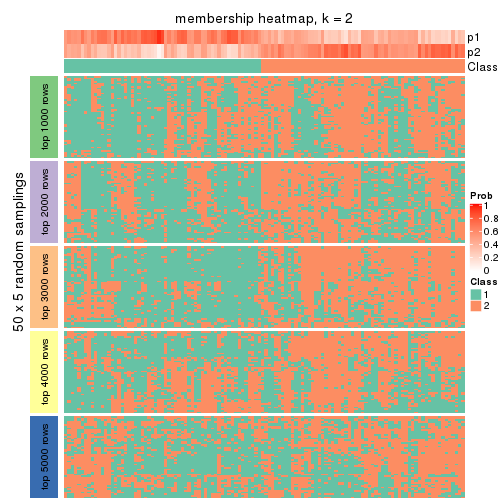 membership heatmap, k = 2
p1
p2
Class
50 x 5 random samplings
top 1000 rows
top 2000 rows
top 3000 rows
top 4000 rows
top 5000 rows
Prob
1
0.8
0.6
0.4
0.2
0
Class
1
2